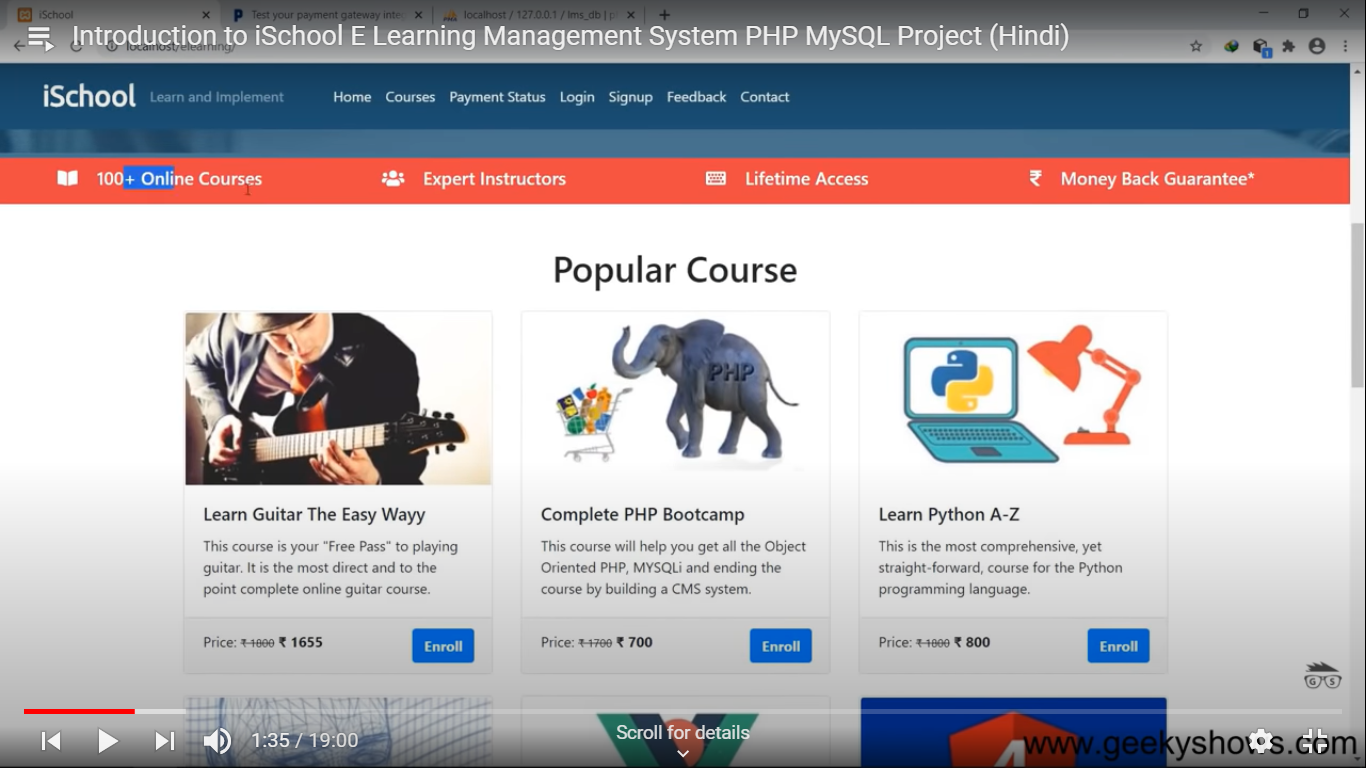 iSchool
Test your payment gateway inte
localhost / 127.0.0.1 / lms_db | p
Introduction to iSchool E Learning Management System PHP MySQL Project (Hindi)
localhost/elearning/
iSchool Learn and Implement Home Courses Payment Status Login Signup Feedback Contact
100+ Online Courses
Expert Instructors
Lifetime Access
₹ Money Back Guarantee*
Popular Course
PHP
Learn Guitar The Easy Wayy
This course is your "Free Pass" to playing
guitar. It is the most direct and to the
point complete online guitar course.
Price: ₹ 1800 ₹ 1655
Enroll
Complete PHP Bootcamp
This course will help you get all the Object
Oriented PHP, MYSQLi and ending the
course by building a CMS system.
Price: ₹ 1700 ₹ 700
Enroll
Learn Python A-Z
This is the most comprehensive, yet
straight-forward, course for the Python
programming language.
Price: ₹ 1800 ₹ 800
Enroll
G S
1:35 / 19:00
Scroll for details
www.geekyshows.com